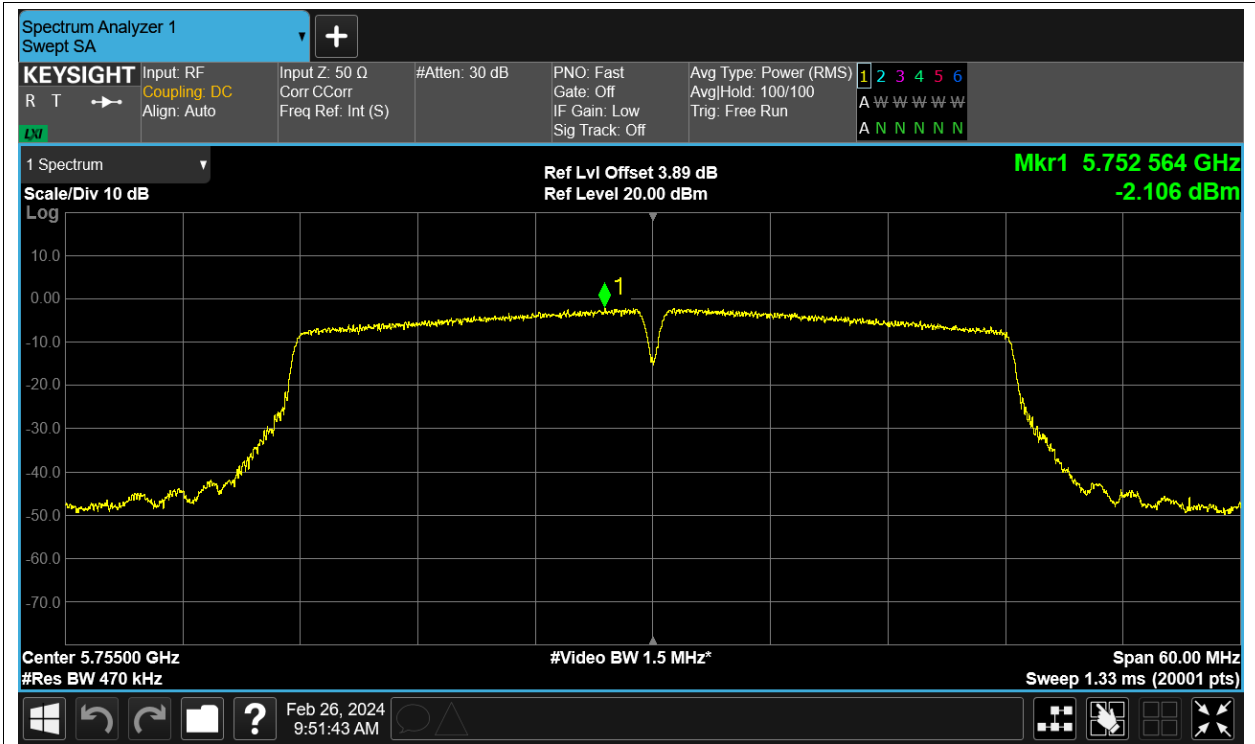 Spectrum Analyzer 1
Swept SA
KEYSIGHT
R T
LXI
Input: RF
Coupling: DC
Align: Auto
Input Z: 50 Ω
Corr CCorr
Freq Ref: Int (S)
#Atten: 30 dB
PNO: Fast
Gate: Off
IF Gain: Low
Sig Track: Off
Avg Type: Power (RMS)
Avg|Hold: 100/100
Trig: Free Run
1 2 3 4 5 6
A W W W W W
A N N N N N
1 Spectrum
Scale/Div 10 dB
Log
Ref Lvl Offset 3.89 dB
Ref Level 20.00 dBm
Mkr1 5.752 564 GHz
-2.106 dBm
10.0
0.00
-10.0
-20.0
-30.0
-40.0
-50.0
-60.0
-70.0
1
Center 5.75500 GHz
#Res BW 470 kHz
#Video BW 1.5 MHz*
Span 60.00 MHz
Sweep 1.33 ms (20001 pts)
?
Feb 26, 2024
9:51:43 AM